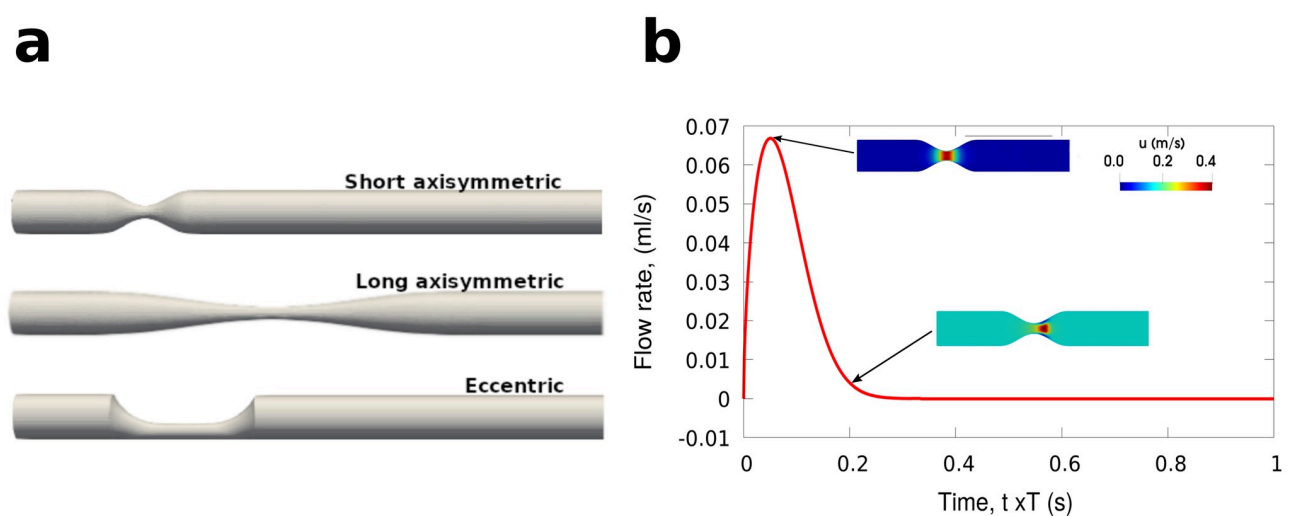 a
b
Short axisymmetric
Long axisymmetric
Eccentric
Flow rate, (ml/s)
0.07
0.06
0.05
0.04
0.03
0.02
0.01
0
-0.01
u (m/s)
0.0 0.2 0.4
0 0.2 0.4 0.6 0.8 1
Time, t xT (s)